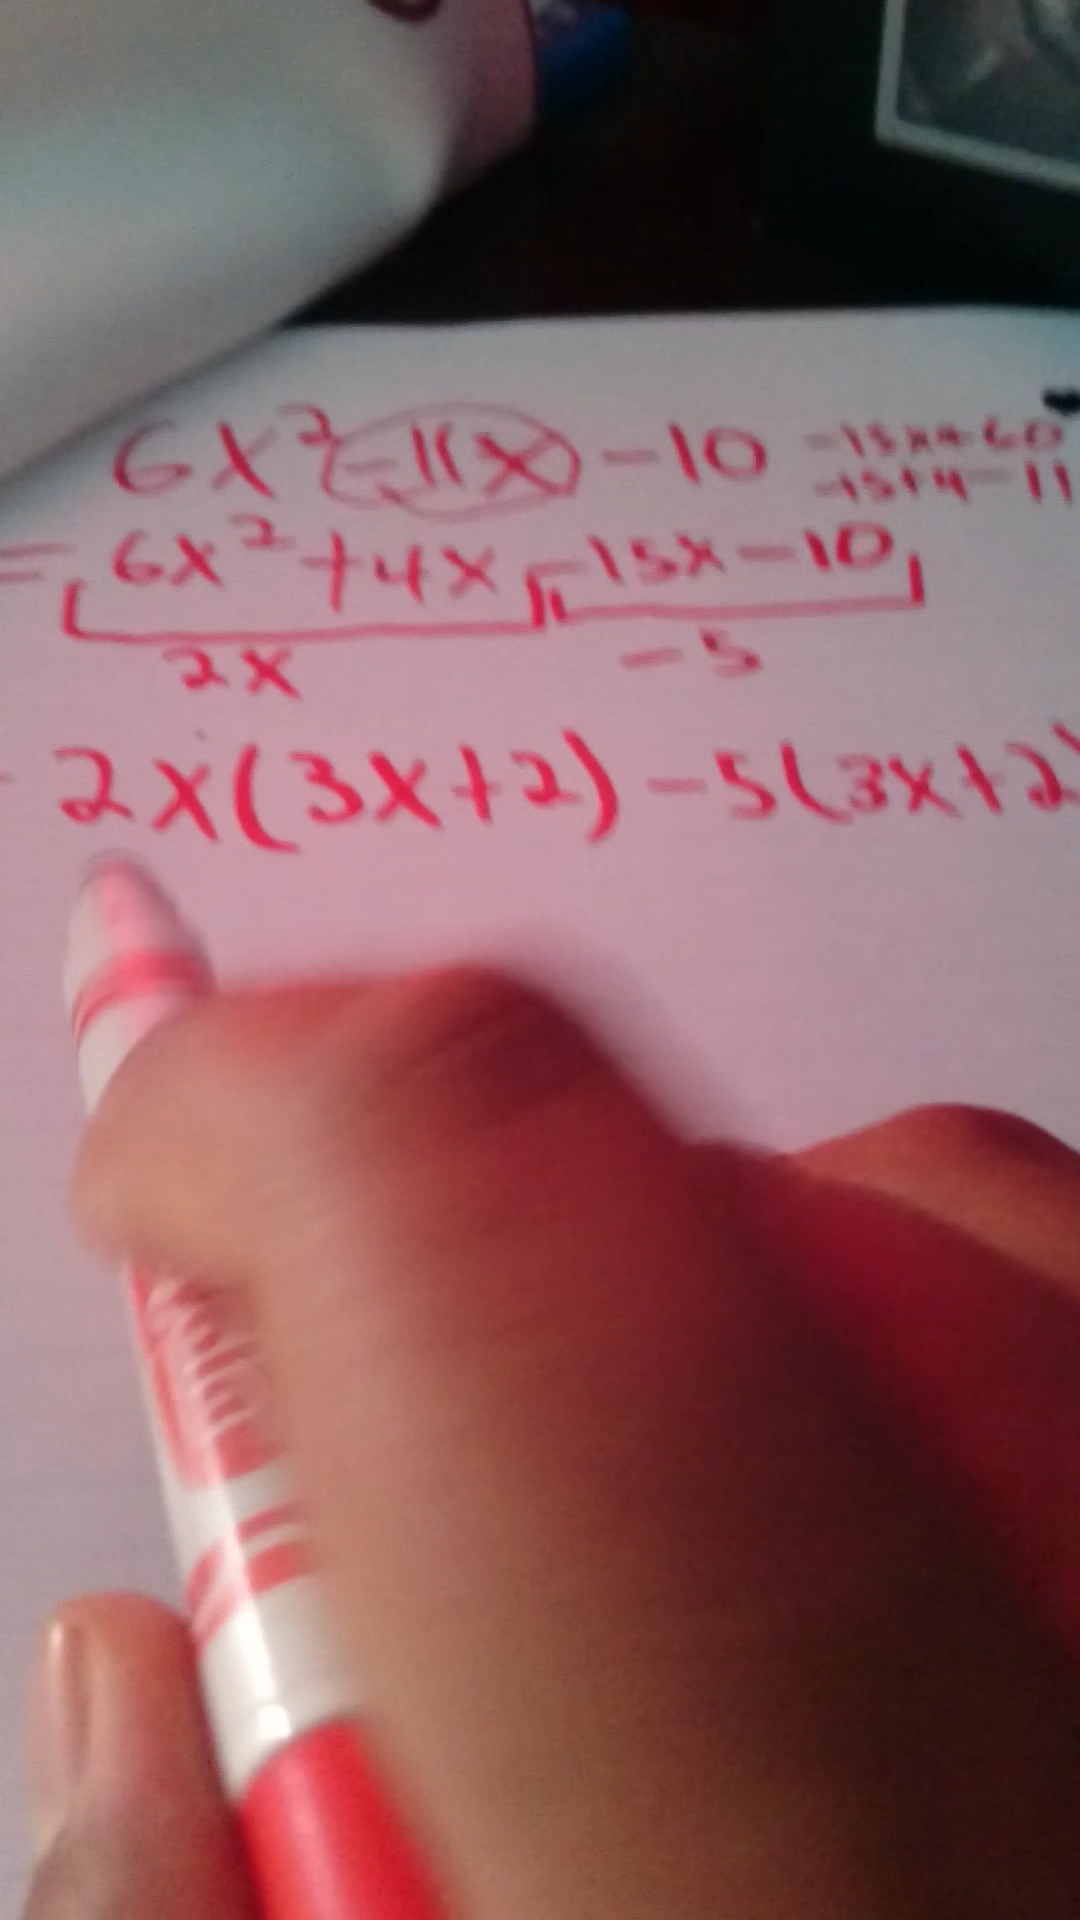 6x² -11x -10 -15x4 = 60
-15+4 = -11
= 6x² + 4x - 15x - 10
2x -5
2x(3x+2) - 5(3x+2)